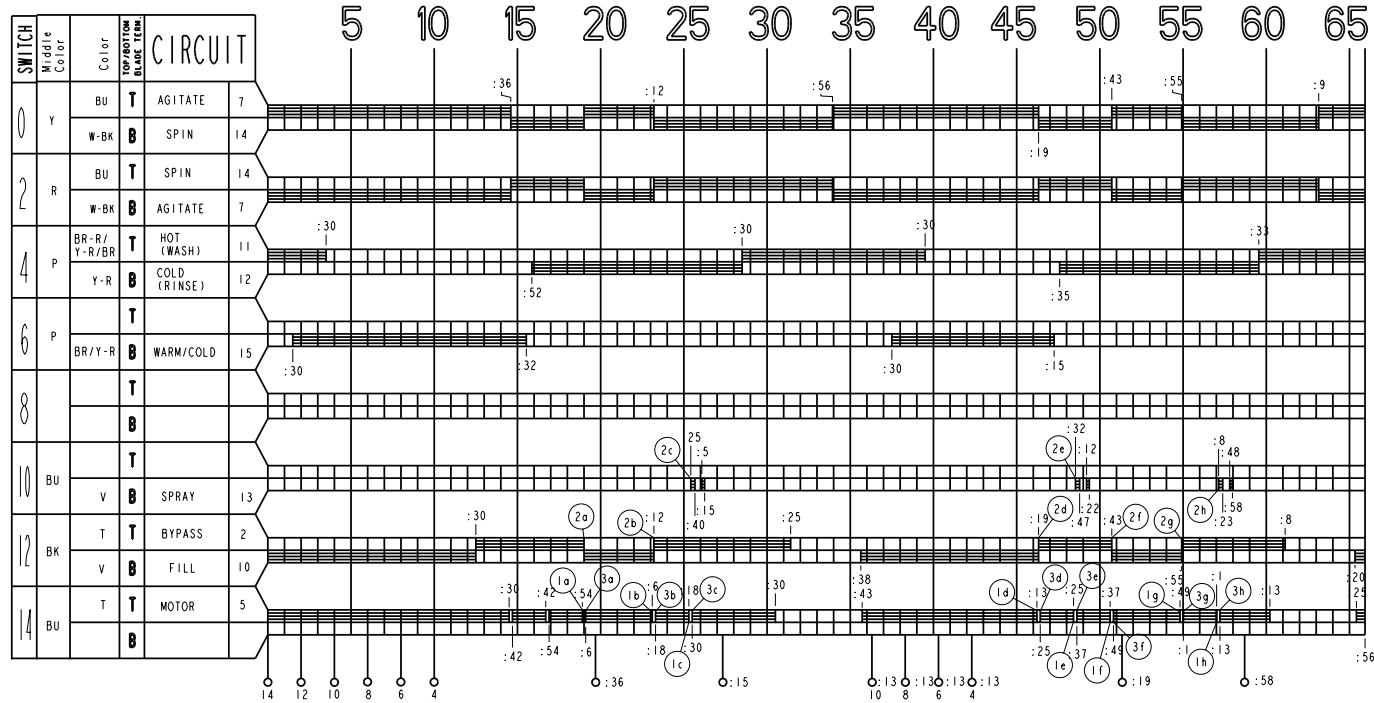 5 10 15 20 25 30 35 40 45 50 55 60 65
SWITCH Middle Color Color TOP/BOTTOM BLADE TERM. CIRCUIT
:36 :12 :56 :43 :55 :9
0 Y BU T AGITATE 7
W-BK B SPIN 14
:19
2 R BU T SPIN 14
W-BK B AGITATE 7
:30 :30 :30 :33
4 P BR-R/ Y-R/BR T HOT (WASH) 11
Y-R B COLD (RINSE) 12
:52 :35
6 P T
BR/Y-R B WARM/COLD 15
:30 :32 :30 :15
8 T
B
25 :5 2c :32 2e :12 :8 :48
10 BU T
V B SPRAY 13
:40 :15 2d :47 :22 2h :23 :58
:30 2a 2b :12 :25 :19 :43 2f 2g :8
12 BK T BYPASS 2
V B FILL 10
:38 :55 :20
:30 :42 1a :54 3a 1b :6 3b :18 3c :30 :43 1d :13 3d :25 3e :37 1g :49 3g :1 3h :13 :25
14 BU T MOTOR 5
B
:42 :54 :6 :18 1c :30 :25 1e :37 1f :49 3f :1 1h :13 :56
14 12 10 8 6 4 :36 :15 :13 10 :13 8 :13 6 :13 4 :19 :58